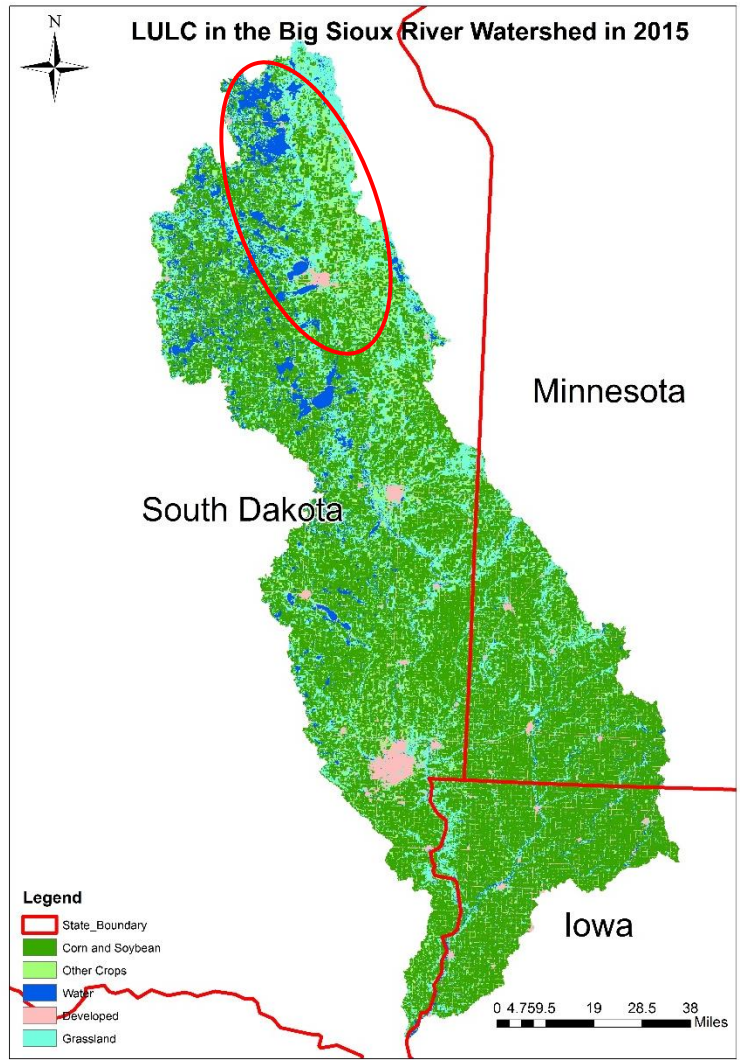 LULC in the Big Sioux River Watershed in 2015
N
Minnesota
South Dakota
Iowa
Legend
State_Boundary
Corn and Soybean
Other Crops
Water
Developed
Grassland
0 4.759.5 19 28.5 38
Miles